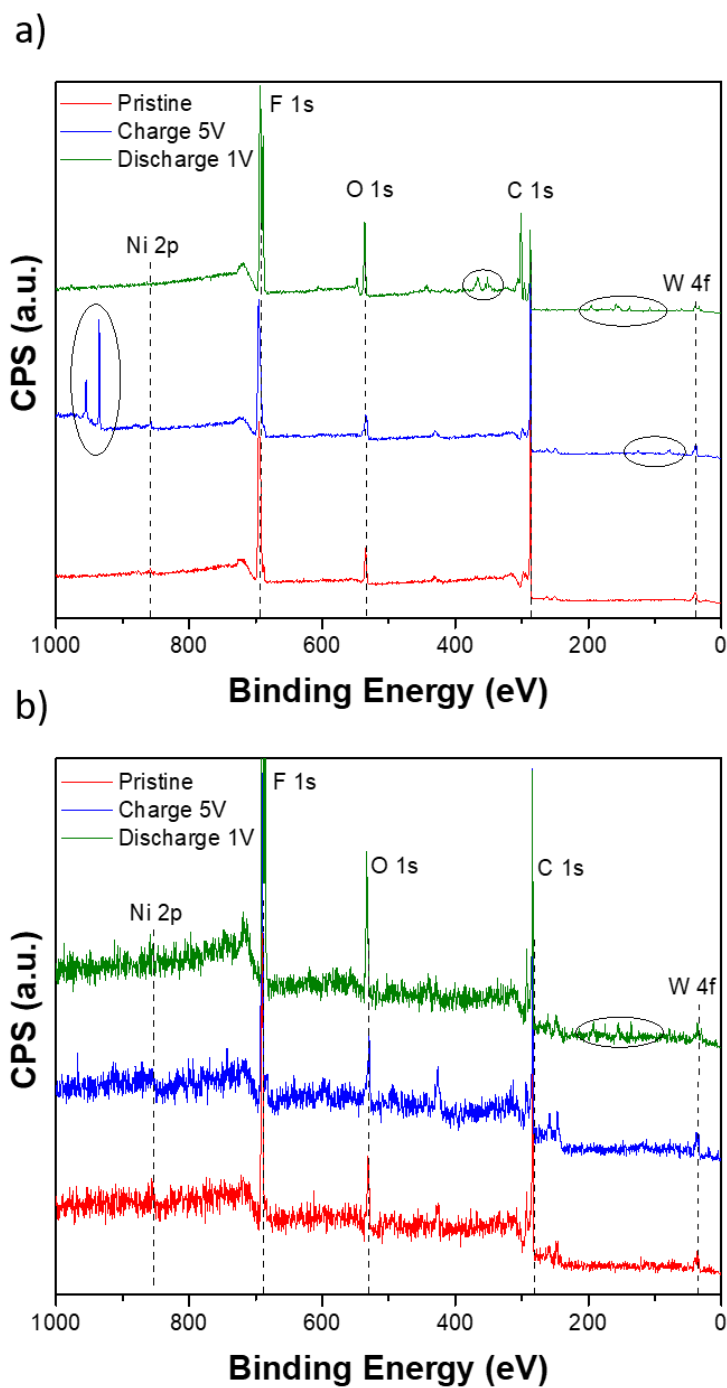 a)
Pristine
Charge 5V
Discharge 1V
F 1s
O 1s
C 1s
Ni 2p
W 4f
CPS (a.u.)
1000 800 600 400 200 0
Binding Energy (eV)
b)
Pristine
Charge 5V
Discharge 1V
F 1s
O 1s
C 1s
Ni 2p
W 4f
CPS (a.u.)
1000 800 600 400 200 0
Binding Energy (eV)